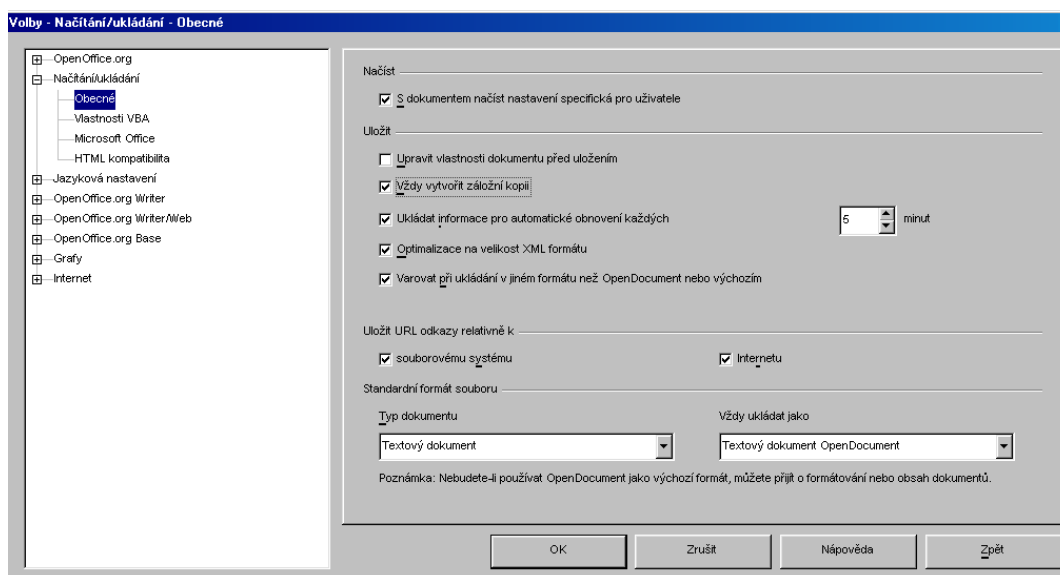 Volby - Načítání/ukládání - Obecné
OpenOffice.org
Načítání/ukládání
Obecné
Vlastnosti VBA
Microsoft Office
HTML kompatibilita
Jazyková nastavení
OpenOffice.org Writer
OpenOffice.org Writer/Web
OpenOffice.org Base
Grafy
Internet
Načíst
S dokumentem načíst nastavení specifická pro uživatele
Uložit
Upravit vlastnosti dokumentu před uložením
Vždy vytvořit záložní kopii
Ukládat informace pro automatické obnovení každých 5 minut
Optimalizace na velikost XML formátu
Varovat při ukládání v jiném formátu než OpenDocument nebo výchozím
Uložit URL odkazy relativně k
souborovému systému Internetu
Standardní formát souboru
Typ dokumentu Vždy ukládat jako
Textový dokument Textový dokument OpenDocument
Poznámka: Nebudete-li používat OpenDocument jako výchozí formát, můžete přijít o formátování nebo obsah dokumentů.
OK Zrušit Nápověda Zpět